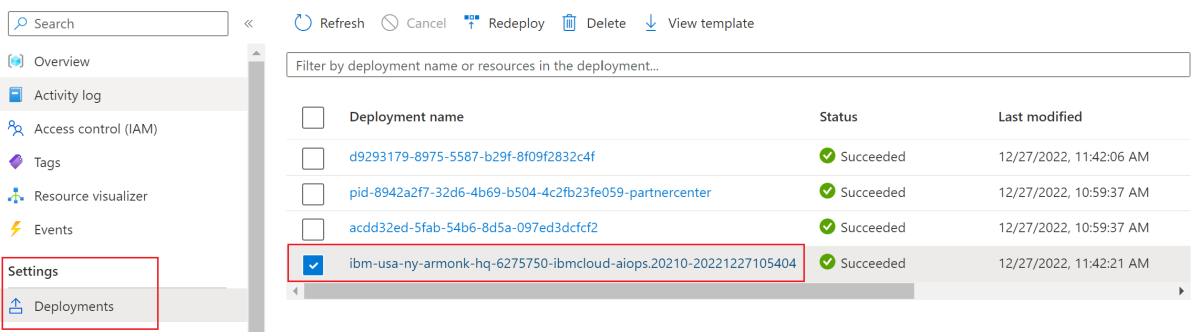 Search
«
Refresh Cancel Redeploy Delete View template
Overview
Activity log
Access control (IAM)
Tags
Resource visualizer
Events
Settings
Deployments
Filter by deployment name or resources in the deployment...
Deployment name Status Last modified
d9293179-8975-5587-b29f-8f09f2832c4f Succeeded 12/27/2022, 11:42:06 AM
pid-8942a2f7-32d6-4b69-b504-4c2fb23fe059-partnercenter Succeeded 12/27/2022, 10:59:37 AM
acdd32ed-5fab-54b6-8d5a-097ed3dcfcf2 Succeeded 12/27/2022, 10:59:37 AM
ibm-usa-ny-armonk-hq-6275750-ibmcloud-aiops.20210-20221227105404 Succeeded 12/27/2022, 11:42:21 AM